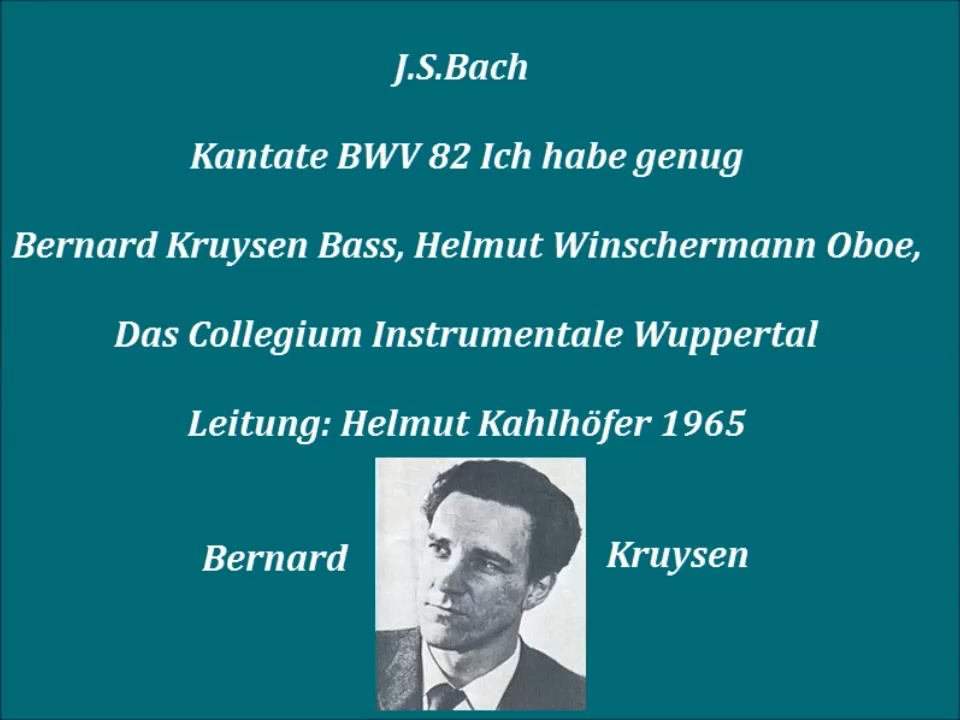 J.S.Bach
Kantate BWV 82 Ich habe genug
Bernard Kruysen Bass, Helmut Winschermann Oboe,
Das Collegium Instrumentale Wuppertal
Leitung: Helmut Kahlhöfer 1965
Bernard Kruysen